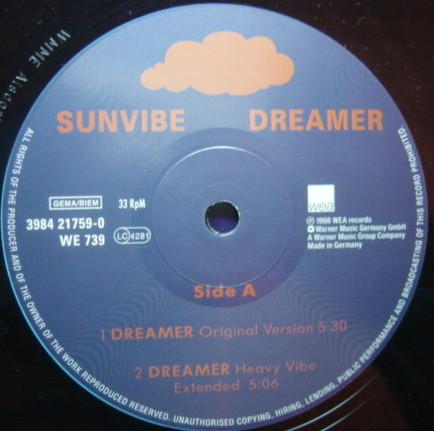 SUNVIBE DREAMER
GEMA/BIEM
33 RpM
3984 21759-0
WE 739
LC 4281
wea
℗ 1998 WEA records
© Warner Music Germany GmbH
A Warner Music Group Company
Made in Germany
Side A
1 DREAMER Original Version 5:30
2 DREAMER Heavy Vibe
Extended 5:06
ALL RIGHTS OF THE PRODUCER AND OF THE OWNER OF THE WORK REPRODUCED RESERVED. UNAUTHORISED COPYING, HIRING, LENDING, PUBLIC PERFORMANCE AND BROADCASTING OF THIS RECORD PROHIBITED.